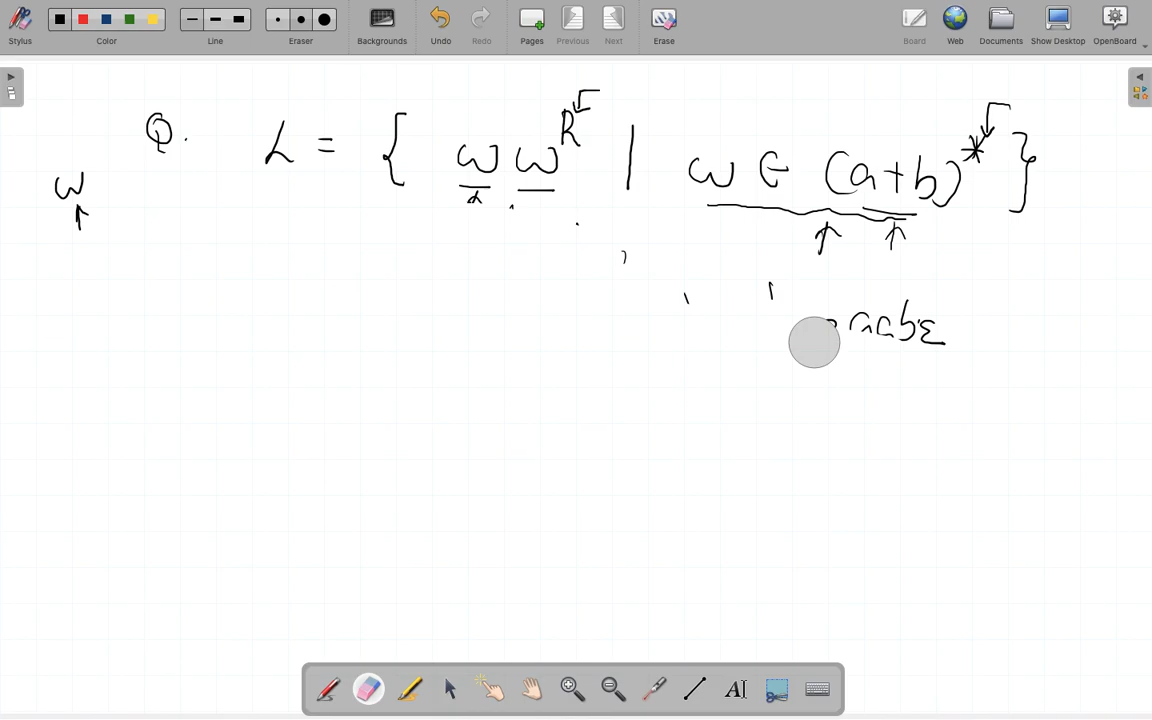 Stylus Color Line Eraser Backgrounds Undo Redo Pages Previous Next Erase Board Web Documents Show Desktop OpenBoard
Q. L = { ω ω^R | ω ∈ (a+b)^* }
ω
aabε